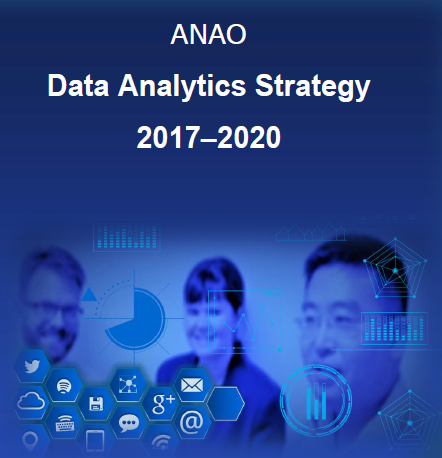 ANAO
Data Analytics Strategy
2017–2020
g+
@